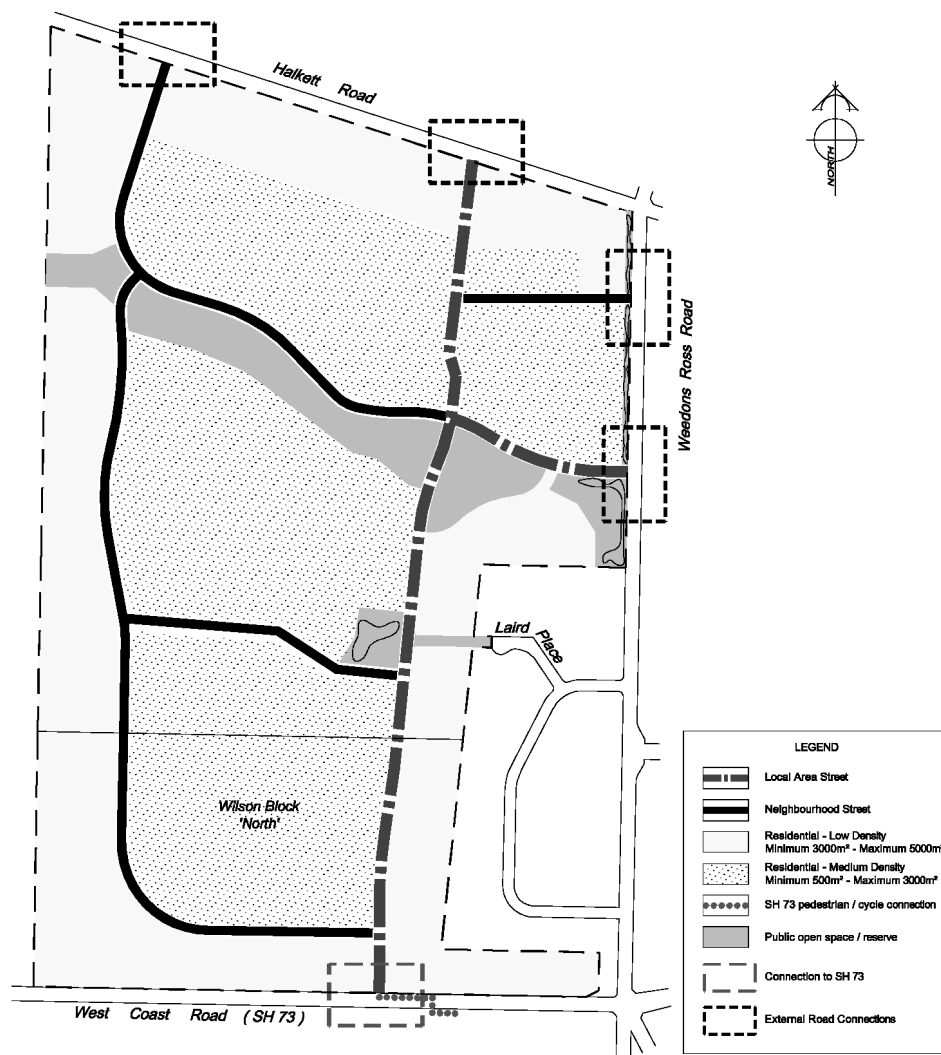 Halkett Road
NORTH
Weedons Ross Road
Laird Place
Wilson Block
'North'
West Coast Road ( SH 73 )
LEGEND
Local Area Street
Neighbourhood Street
Residential - Low Density
Minimum 3000m² - Maximum 5000m²
Residential - Medium Density
Minimum 500m² - Maximum 3000m²
SH 73 pedestrian / cycle connection
Public open space / reserve
Connection to SH 73
External Road Connections